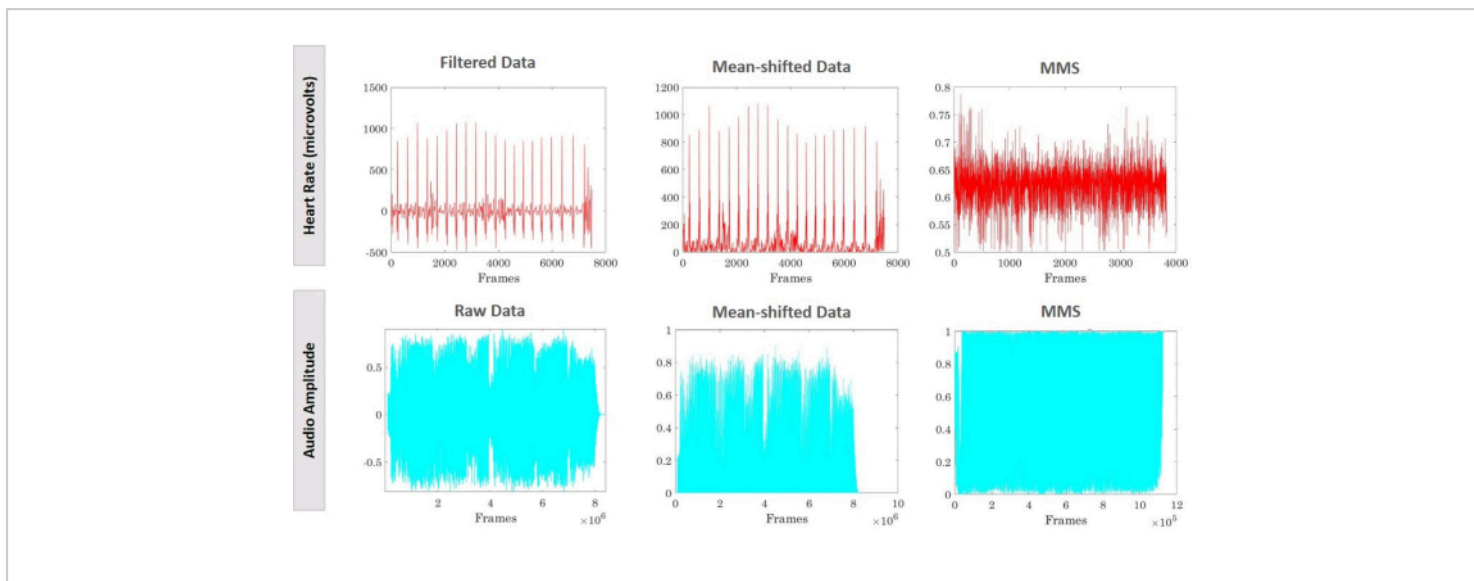 Heart Rate (microvolts)
Filtered Data
1500
1000
500
0
-500
0 2000 4000 6000 8000
Frames
Mean-shifted Data
1200
1000
800
600
400
200
0
0 2000 4000 6000 8000
Frames
MMS
0.8
0.75
0.7
0.65
0.6
0.55
0.5
0 1000 2000 3000 4000
Frames
Audio Amplitude
Raw Data
0.5
0
-0.5
2 4 6 8
Frames ×10⁶
Mean-shifted Data
1
0.8
0.6
0.4
0.2
0
0 2 4 6 8 10
Frames ×10⁶
MMS
1
0.8
0.6
0.4
0.2
0
0 2 4 6 8 10 12
Frames ×10⁵